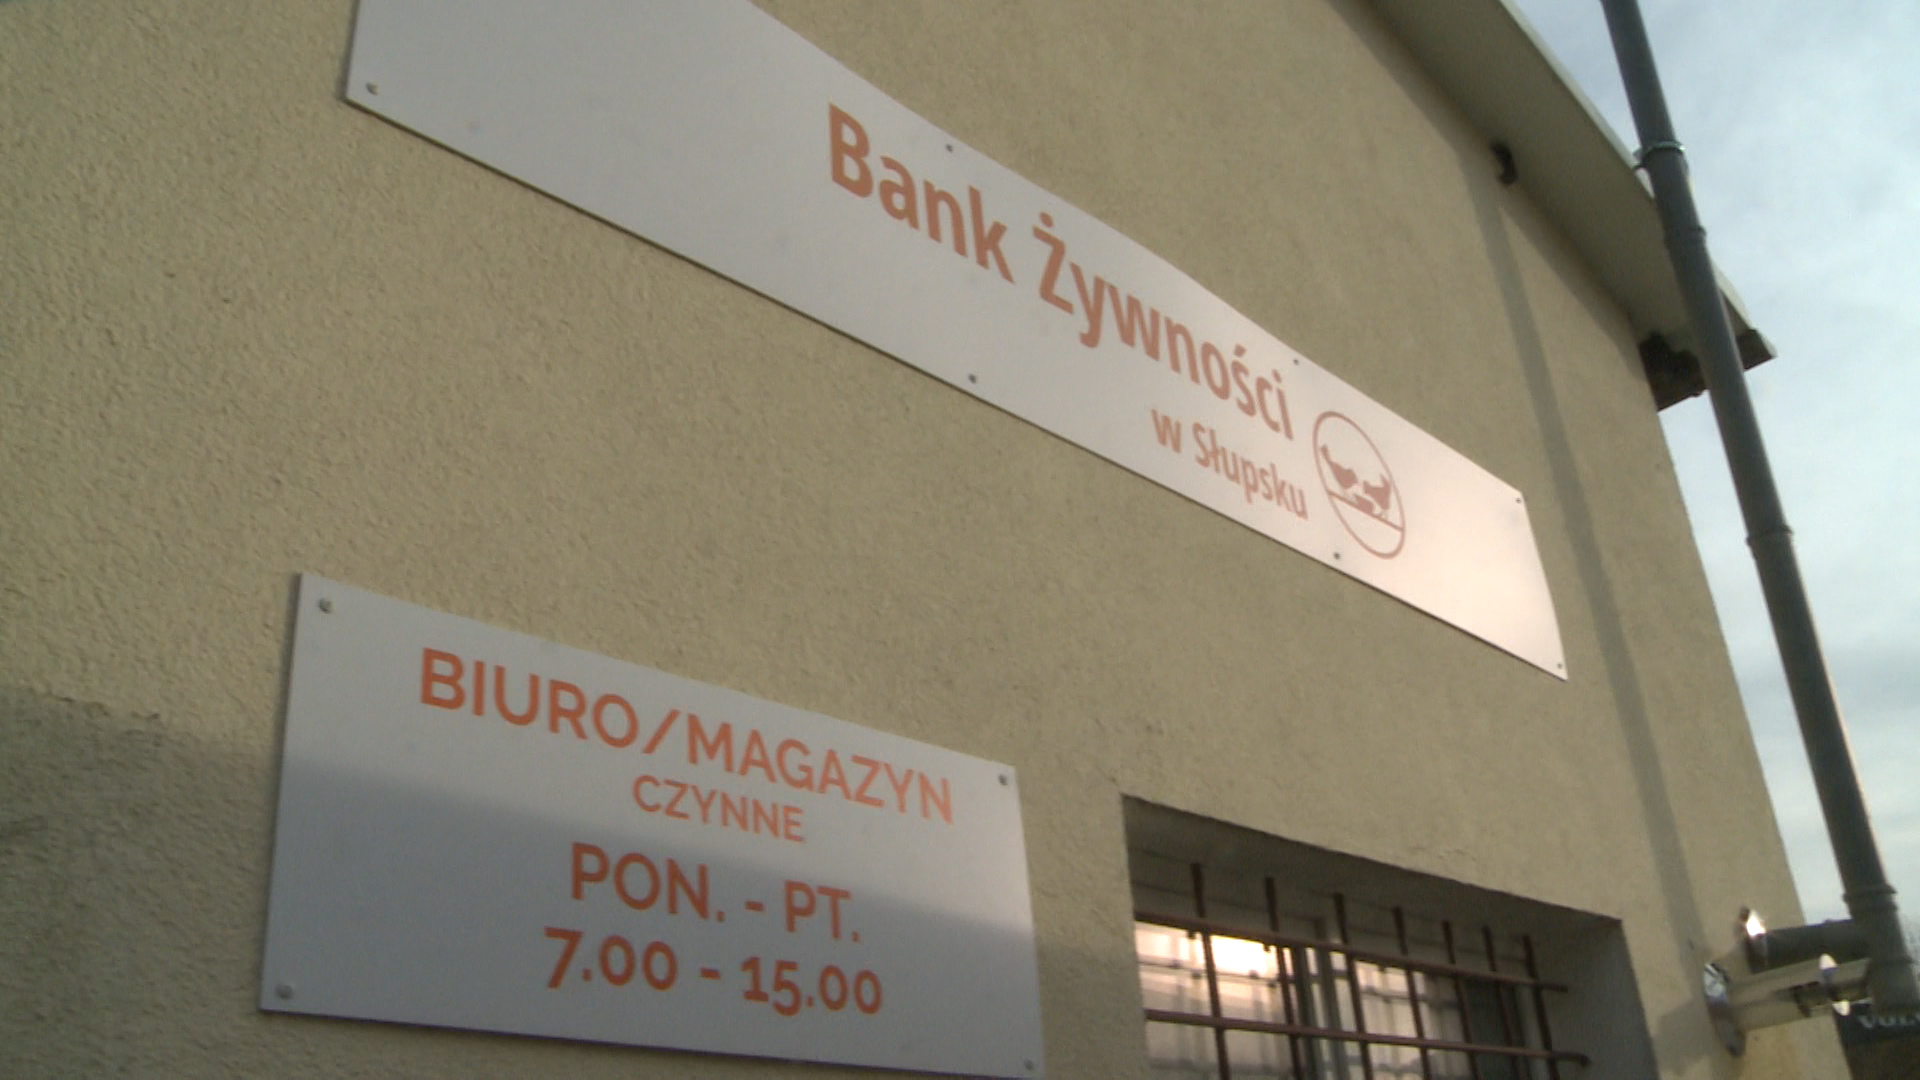 Bank Żywności
w Słupsku
BIURO/MAGAZYN
CZYNNE
PON. - PT.
7.00 - 15.00